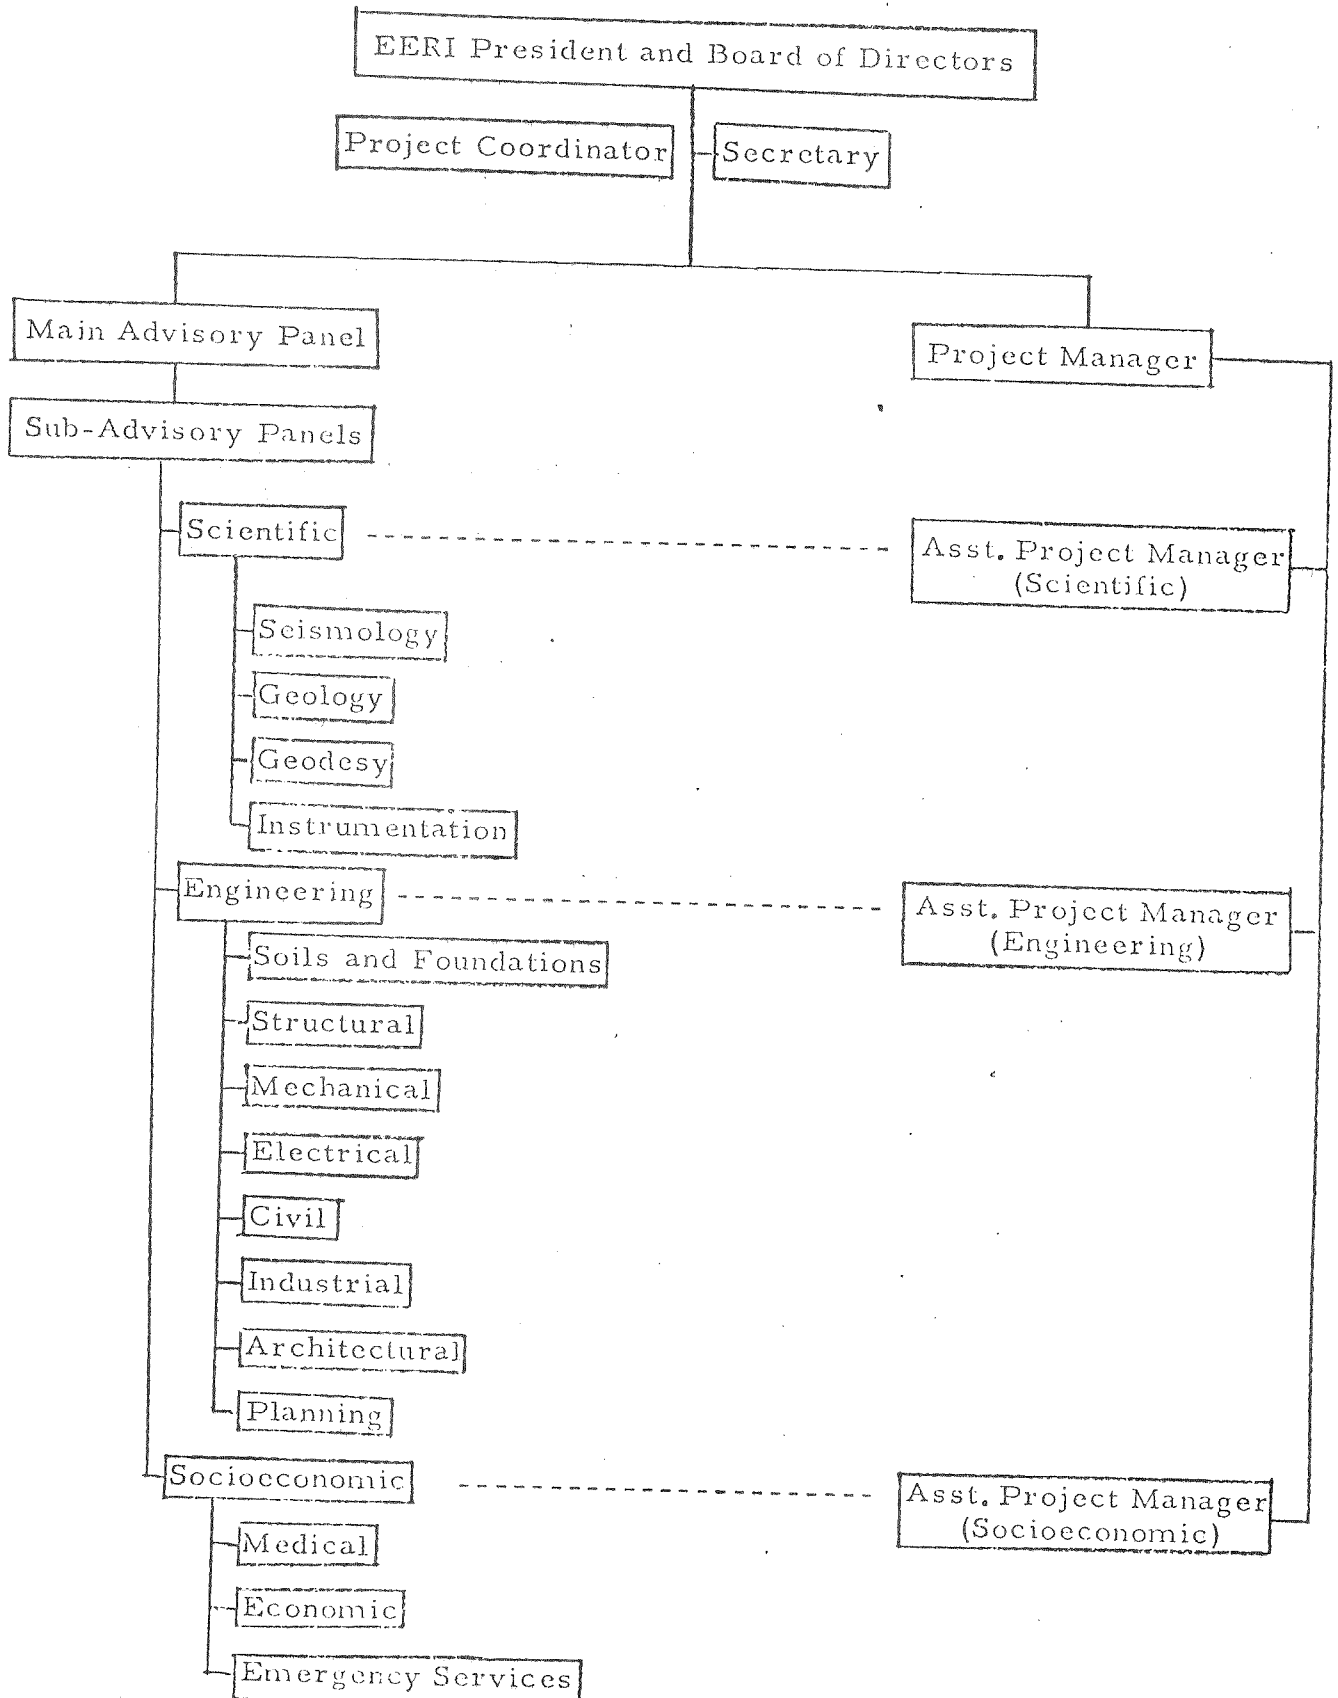 EERI President and Board of Directors
Project Coordinator
Secretary
Main Advisory Panel
Project Manager
Sub-Advisory Panels
Scientific
Asst. Project Manager
(Scientific)
Seismology
Geology
Geodesy
Instrumentation
Engineering
Asst. Project Manager
(Engineering)
Soils and Foundations
Structural
Mechanical
Electrical
Civil
Industrial
Architectural
Planning
Socioeconomic
Asst. Project Manager
(Socioeconomic)
Medical
Economic
Emergency Services